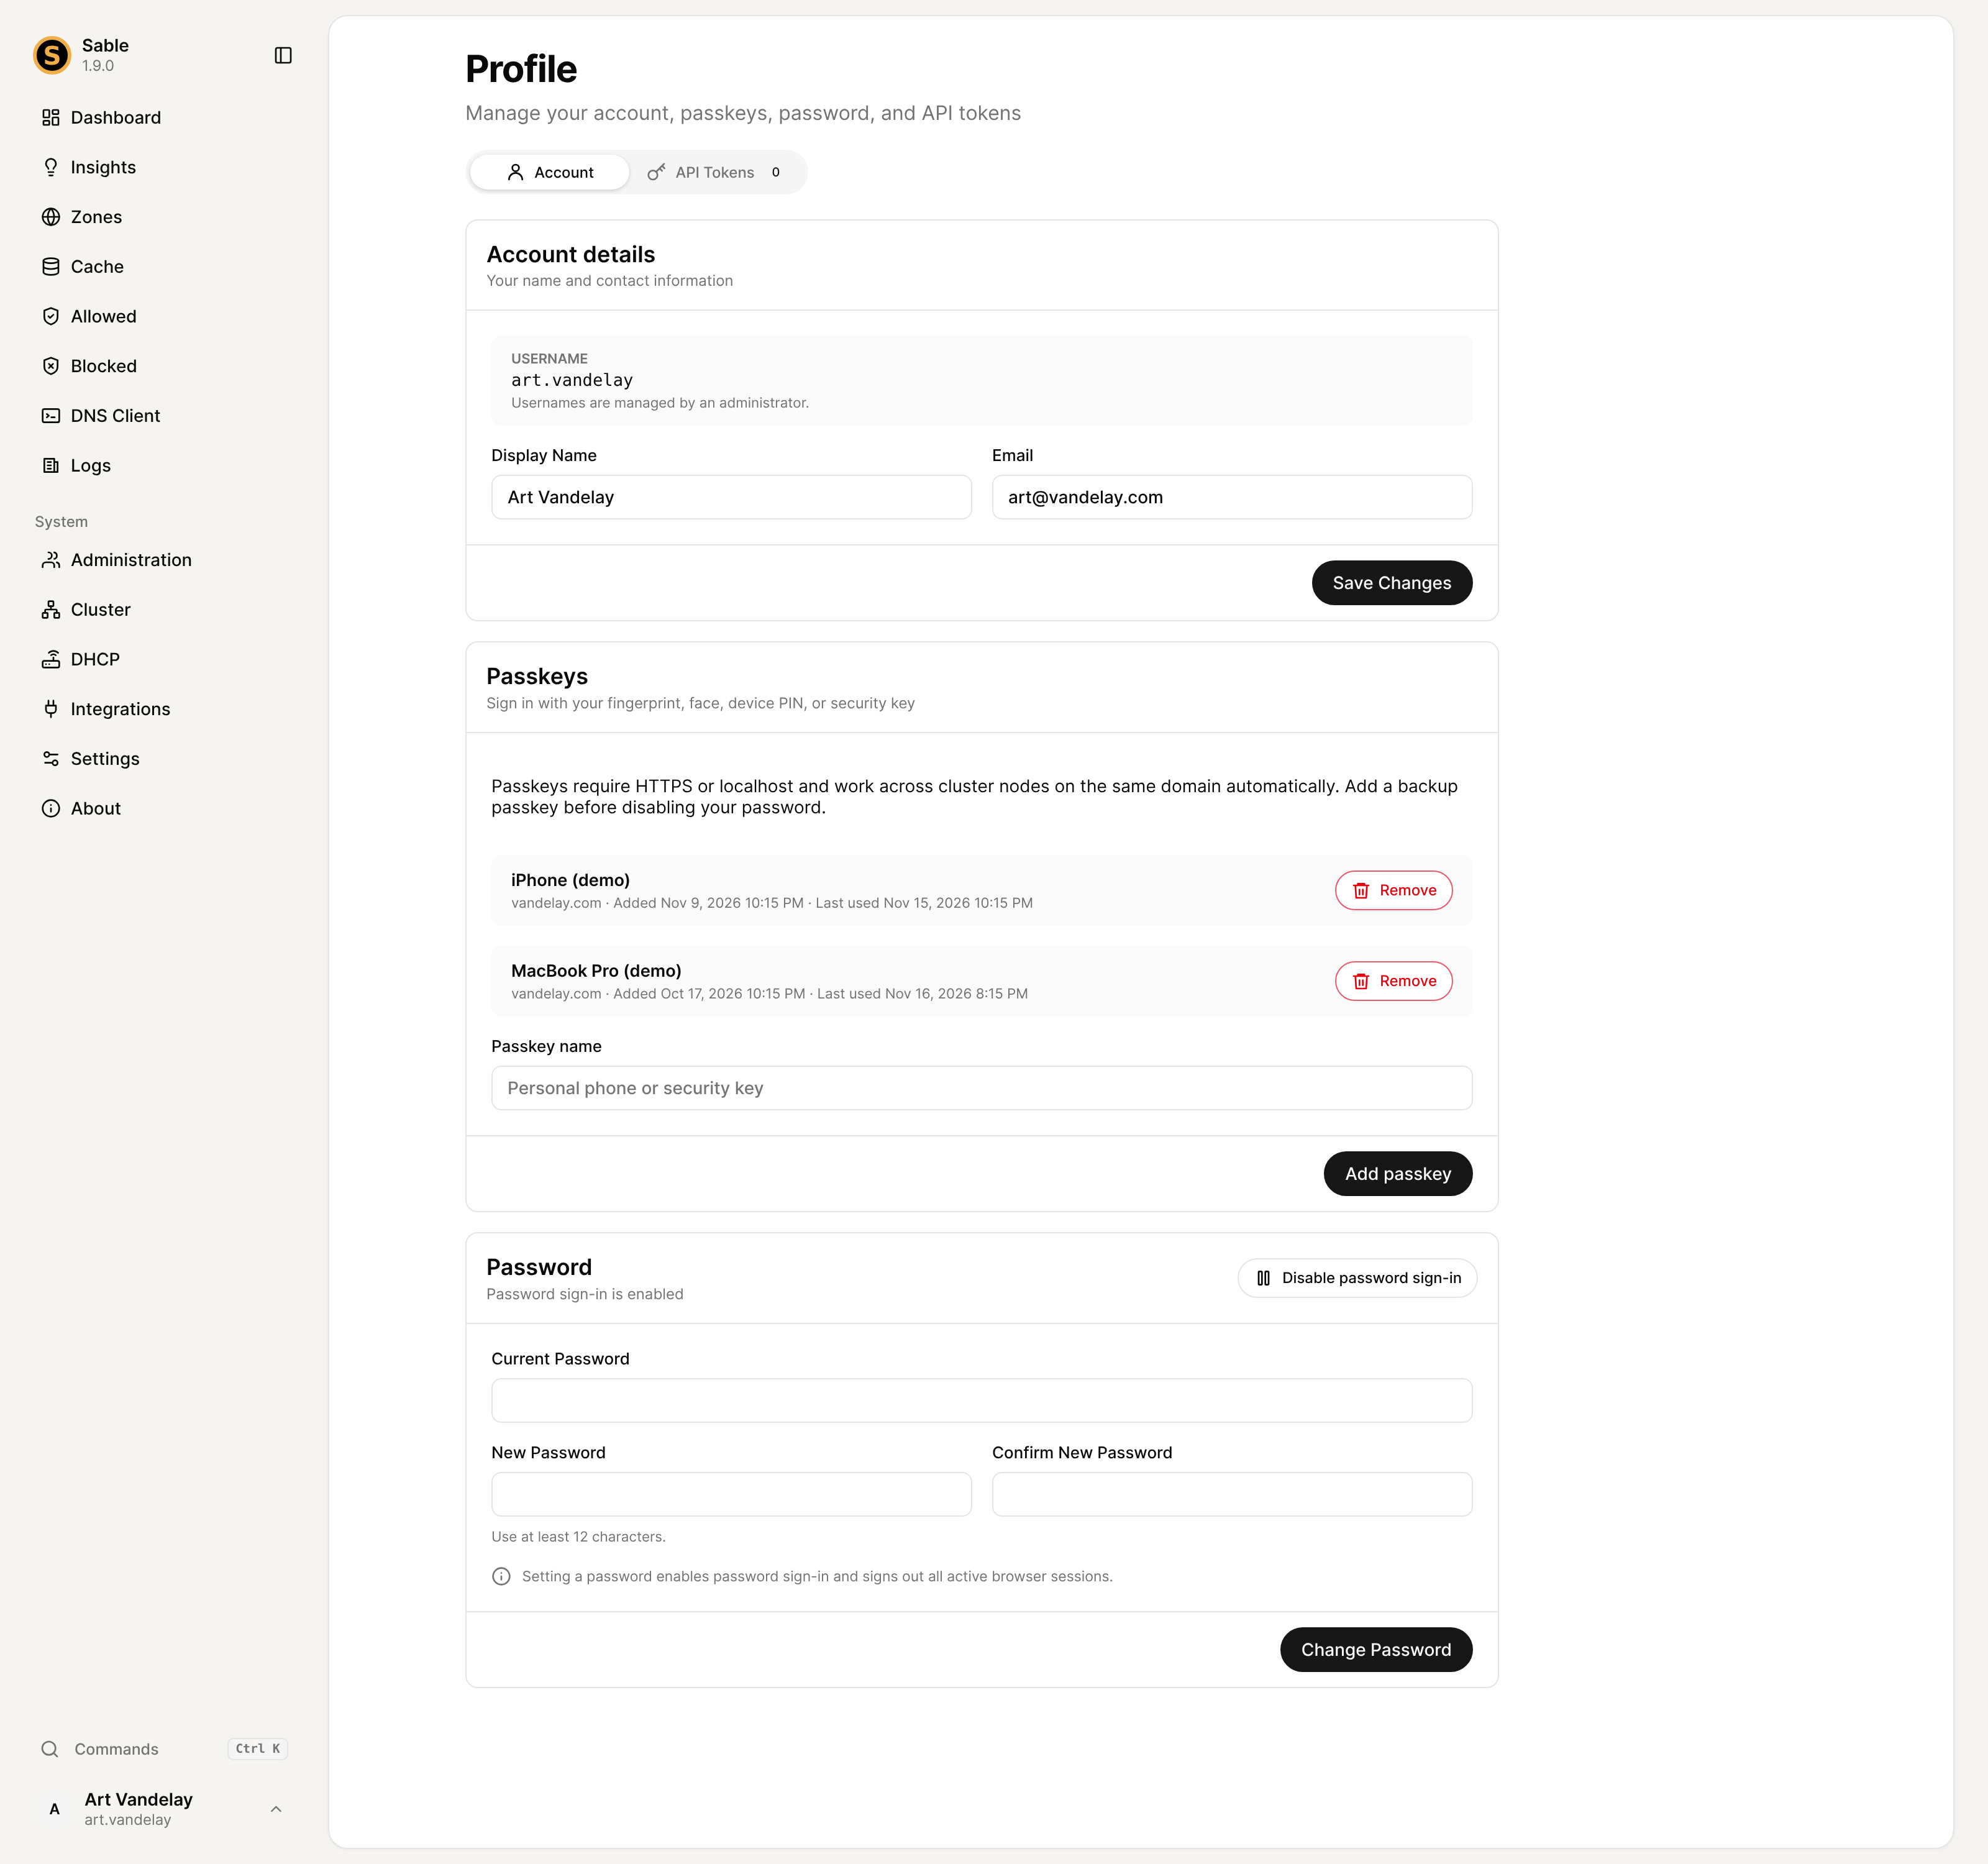 S
Sable
1.9.0
Dashboard
Insights
Zones
Cache
Allowed
Blocked
DNS Client
Logs
System
Administration
Cluster
DHCP
Integrations
Settings
About
Commands
Ctrl K
A
Art Vandelay
art.vandelay
Profile
Manage your account, passkeys, password, and API tokens
Account
API Tokens 0
Account details
Your name and contact information
USERNAME
art.vandelay
Usernames are managed by an administrator.
Display Name
Art Vandelay
Email
art@vandelay.com
Save Changes
Passkeys
Sign in with your fingerprint, face, device PIN, or security key
Passkeys require HTTPS or localhost and work across cluster nodes on the same domain automatically. Add a backup
passkey before disabling your password.
iPhone (demo)
vandelay.com · Added Nov 9, 2026 10:15 PM · Last used Nov 15, 2026 10:15 PM
Remove
MacBook Pro (demo)
vandelay.com · Added Oct 17, 2026 10:15 PM · Last used Nov 16, 2026 8:15 PM
Remove
Passkey name
Personal phone or security key
Add passkey
Password
Password sign-in is enabled
Disable password sign-in
Current Password
New Password
Confirm New Password
Use at least 12 characters.
Setting a password enables password sign-in and signs out all active browser sessions.
Change Password